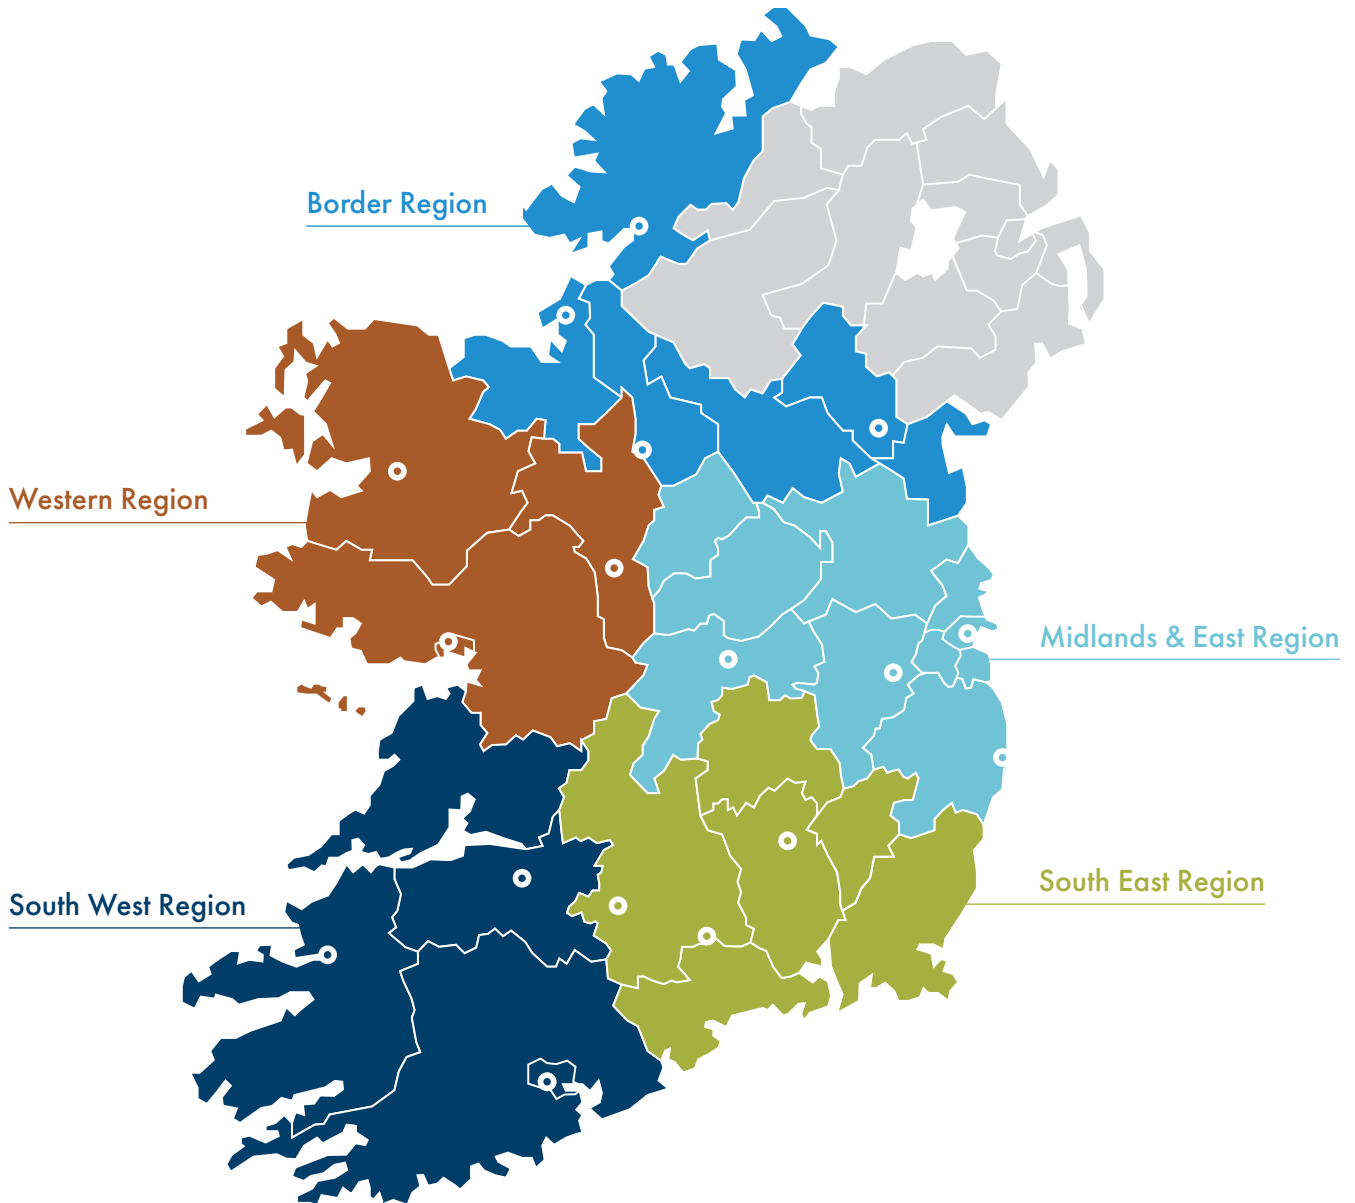 Border Region
Western Region
Midlands & East Region
South East Region
South West Region